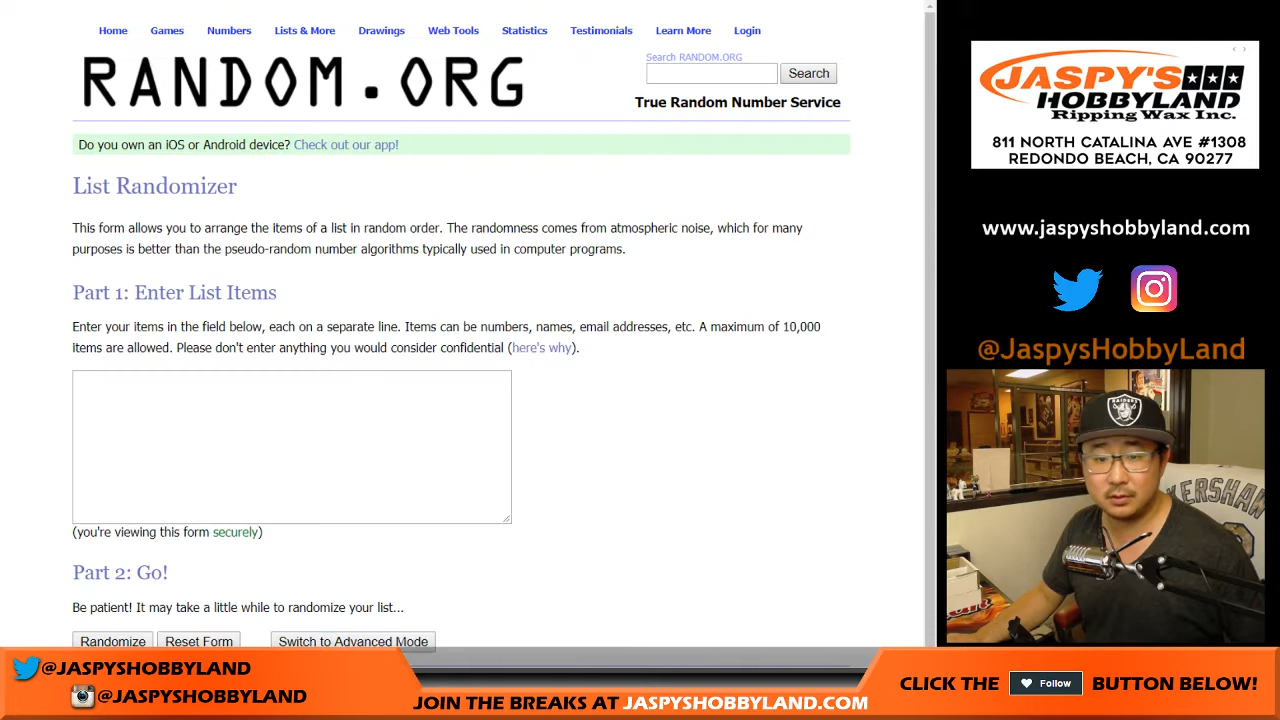 Home Games Numbers Lists & More Drawings Web Tools Statistics Testimonials Learn More Login
RANDOM.ORG
Search RANDOM.ORG
Search
True Random Number Service
Do you own an iOS or Android device? Check out our app!
List Randomizer
This form allows you to arrange the items of a list in random order. The randomness comes from atmospheric noise, which for many
purposes is better than the pseudo-random number algorithms typically used in computer programs.
Part 1: Enter List Items
Enter your items in the field below, each on a separate line. Items can be numbers, names, email addresses, etc. A maximum of 10,000
items are allowed. Please don't enter anything you would consider confidential (here's why).
(you're viewing this form securely)
Part 2: Go!
Be patient! It may take a little while to randomize your list...
Randomize Reset Form Switch to Advanced Mode
JASPY'S
HOBBYLAND
Ripping Wax Inc.
811 NORTH CATALINA AVE #1308
REDONDO BEACH, CA 90277
www.jaspyshobbyland.com
@JaspysHobbyLand
RAIDERS
KERSHAW
@JASPYSHOBBYLAND
@JASPYSHOBBYLAND
JOIN THE BREAKS AT JASPYSHOBBYLAND.COM
CLICK THE Follow BUTTON BELOW!